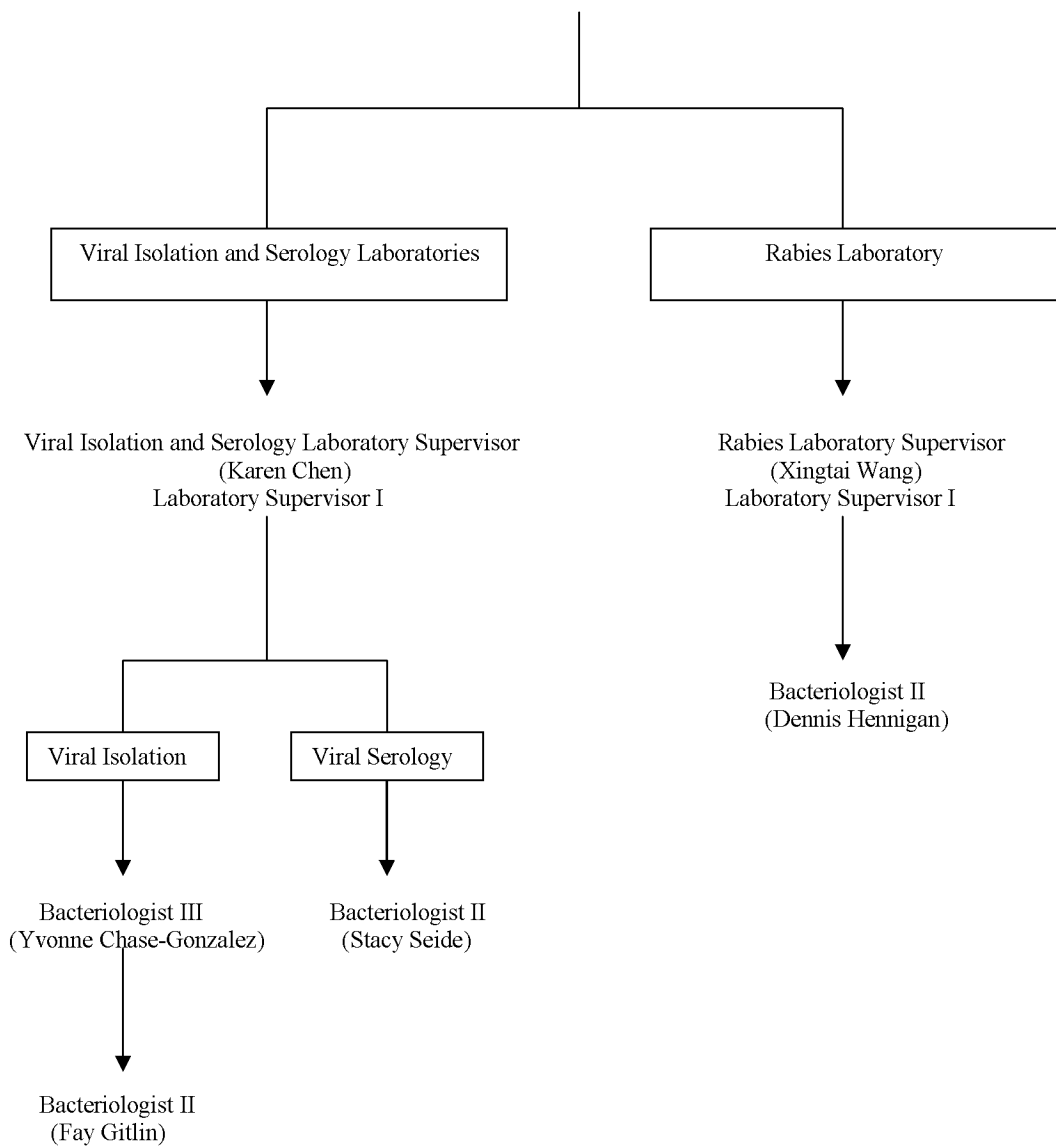 Viral Isolation and Serology Laboratories
Rabies Laboratory
Viral Isolation and Serology Laboratory Supervisor
(Karen Chen)
Laboratory Supervisor I
Rabies Laboratory Supervisor
(Xingtai Wang)
Laboratory Supervisor I
Bacteriologist II
(Dennis Hennigan)
Viral Isolation
Viral Serology
Bacteriologist III
(Yvonne Chase-Gonzalez)
Bacteriologist II
(Stacy Seide)
Bacteriologist II
(Fay Gitlin)